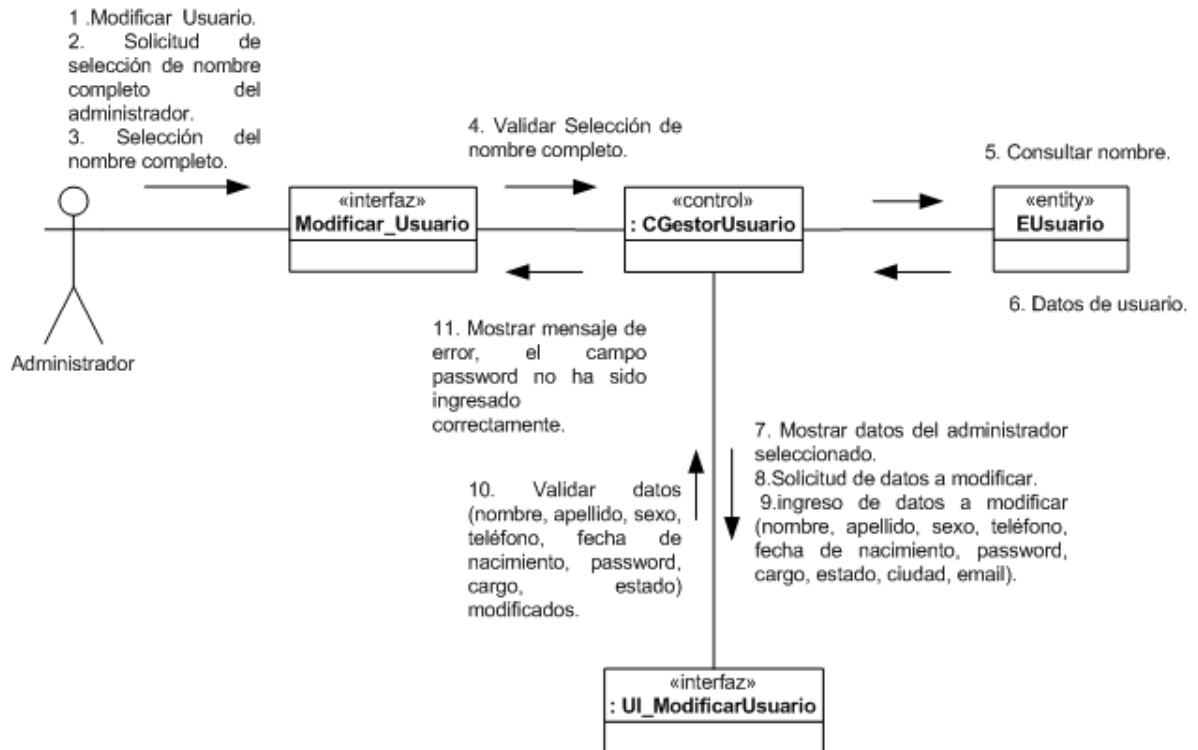 1 .Modificar Usuario.
2. Solicitud de
selección de nombre
completo del
administrador.
3. Selección del
nombre completo.
4. Validar Selección de
nombre completo.
5. Consultar nombre.
«interfaz»
Modificar_Usuario
«control»
: CGestorUsuario
«entity»
EUsuario
6. Datos de usuario.
Administrador
11. Mostrar mensaje de
error, el campo
password no ha sido
ingresado
correctamente.
7. Mostrar datos del administrador
seleccionado.
8.Solicitud de datos a modificar.
9.ingreso de datos a modificar
(nombre, apellido, sexo, teléfono,
fecha de nacimiento, password,
cargo, estado, ciudad, email).
10. Validar datos
(nombre, apellido, sexo,
teléfono, fecha de
nacimiento, password,
cargo, estado)
modificados.
«interfaz»
: UI_ModificarUsuario